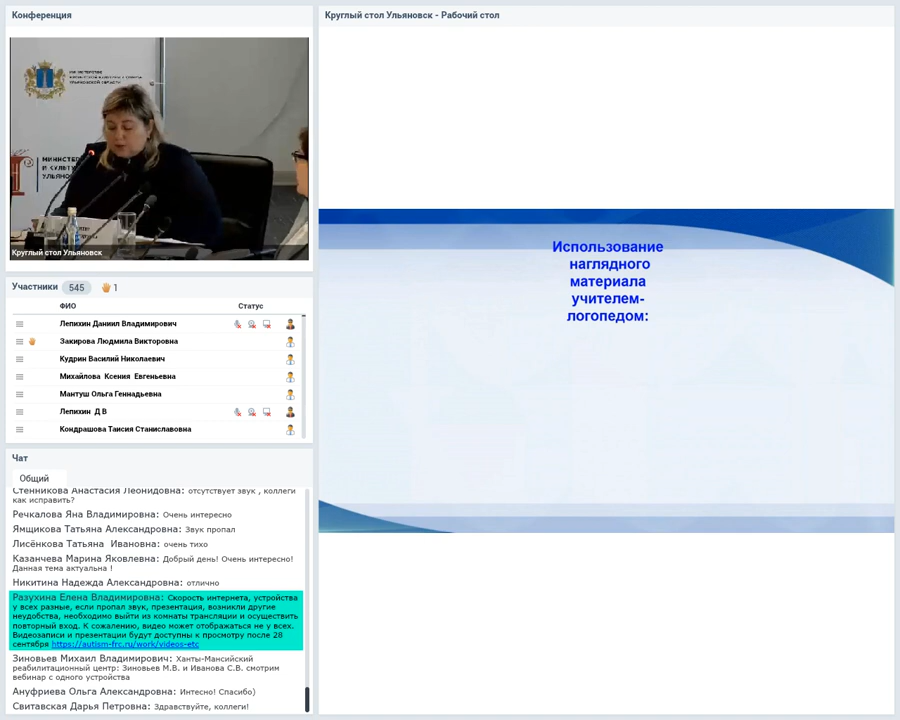 Конференция
МИНИСТЕРСТВО
Круглый стол Ульяновск
Участники 545 1
ФИО Статус
Лепихин Даниил Владимирович
Закирова Людмила Викторовна
Кудрин Василий Николаевич
Михайлова Ксения Евгеньевна
Мантуш Ольга Геннадьевна
Лепихин Д В
Кондрашова Таисия Станиславовна
Чат
Общий
Стенникова Анастасия Леонидовна: отсутствует звук , коллеги
как исправить?
Речкалова Яна Владимировна: Очень интересно
Ямщикова Татьяна Александровна: Звук пропал
Лисёнкова Татьяна Ивановна: очень тихо
Казанчева Марина Яковлевна: Добрый день! Очень интересно!
Данная тема актуальна !
Никитина Надежда Александровна: отлично
Разухина Елена Владимировна: Скорость интернета, устройства
у всех разные, если пропал звук, презентация, возникли другие
неудобства, необходимо выйти из комнаты трансляции и осуществить
повторный вход. К сожалению, видео может отображаться не у всех.
Видеозаписи и презентации будут доступны к просмотру после 28
сентября https://autism-frc.ru/work/videos-etc
Зиновьев Михаил Владимирович: Ханты-Мансийский
реабилитационный центр: Зиновьев М.В. и Иванова С.В. смотрим
вебинар с одного устройства
Ануфриева Ольга Александровна: Интесно! Спасибо)
Свитавская Дарья Петровна: Здравствуйте, коллеги!
Круглый стол Ульяновск - Рабочий стол
Использование
наглядного
материала
учителем-
логопедом: